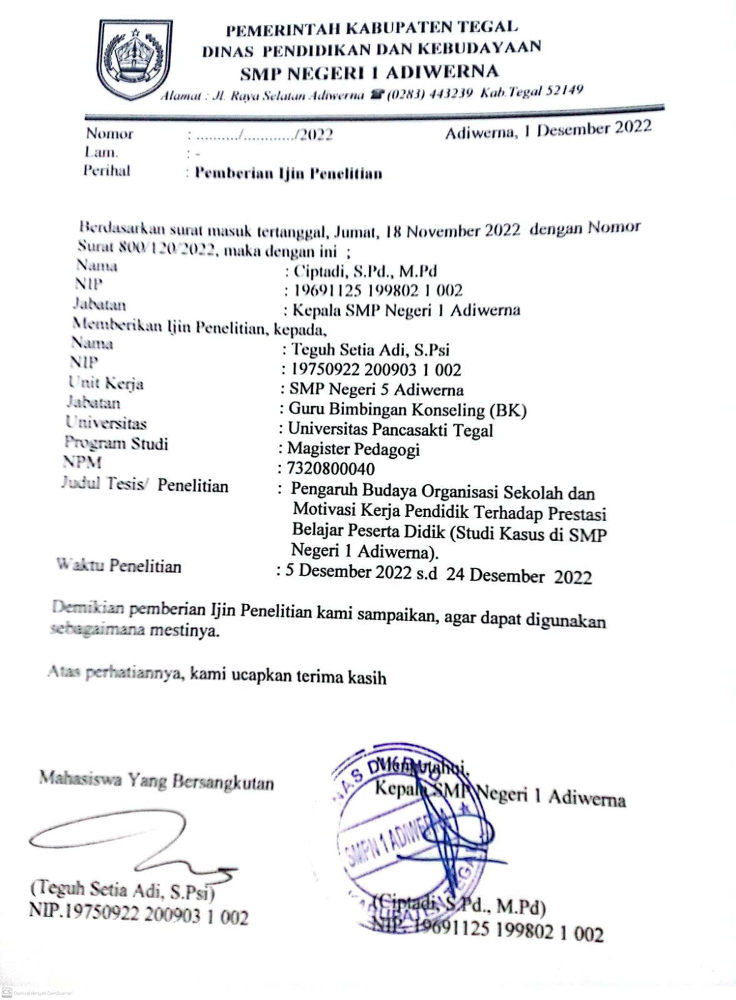 PEMERINTAH KABUPATEN TEGAL
DINAS PENDIDIKAN DAN KEBUDAYAAN
SMP NEGERI 1 ADIWERNA
Alamat : Jl. Raya Selatan Adiwerna ☎ (0283) 443239 Kab.Tegal 52149
Nomor : ........../............/2022 Adiwerna, 1 Desember 2022
Lam. : -
Perihal : Pemberian Ijin Penelitian
Berdasarkan surat masuk tertanggal, Jumat, 18 November 2022 dengan Nomor
Surat 800/120/2022, maka dengan ini ;
Nama : Ciptadi, S.Pd., M.Pd
NIP : 19691125 199802 1 002
Jabatan : Kepala SMP Negeri 1 Adiwerna
Memberikan Ijin Penelitian, kepada,
Nama : Teguh Setia Adi, S.Psi
NIP : 19750922 200903 1 002
Unit Kerja : SMP Negeri 5 Adiwerna
Jabatan : Guru Bimbingan Konseling (BK)
Universitas : Universitas Pancasakti Tegal
Program Studi : Magister Pedagogi
NPM : 7320800040
Judul Tesis/ Penelitian : Pengaruh Budaya Organisasi Sekolah dan
Motivasi Kerja Pendidik Terhadap Prestasi
Belajar Peserta Didik (Studi Kasus di SMP
Negeri 1 Adiwerna).
Waktu Penelitian : 5 Desember 2022 s.d 24 Desember 2022
Demikian pemberian Ijin Penelitian kami sampaikan, agar dapat digunakan
sebagaimana mestinya.
Atas perhatiannya, kami ucapkan terima kasih
Mengutahui,
Mahasiswa Yang Bersangkutan Kepala SMP Negeri 1 Adiwerna
SMPN 1 ADIWERNA
KABUPATEN TEGAL
(Teguh Setia Adi, S.Psi) (Ciptadi, S.Pd., M.Pd)
NIP.19750922 200903 1 002 NIP. 19691125 199802 1 002
CS Dipindai dengan CamScanner